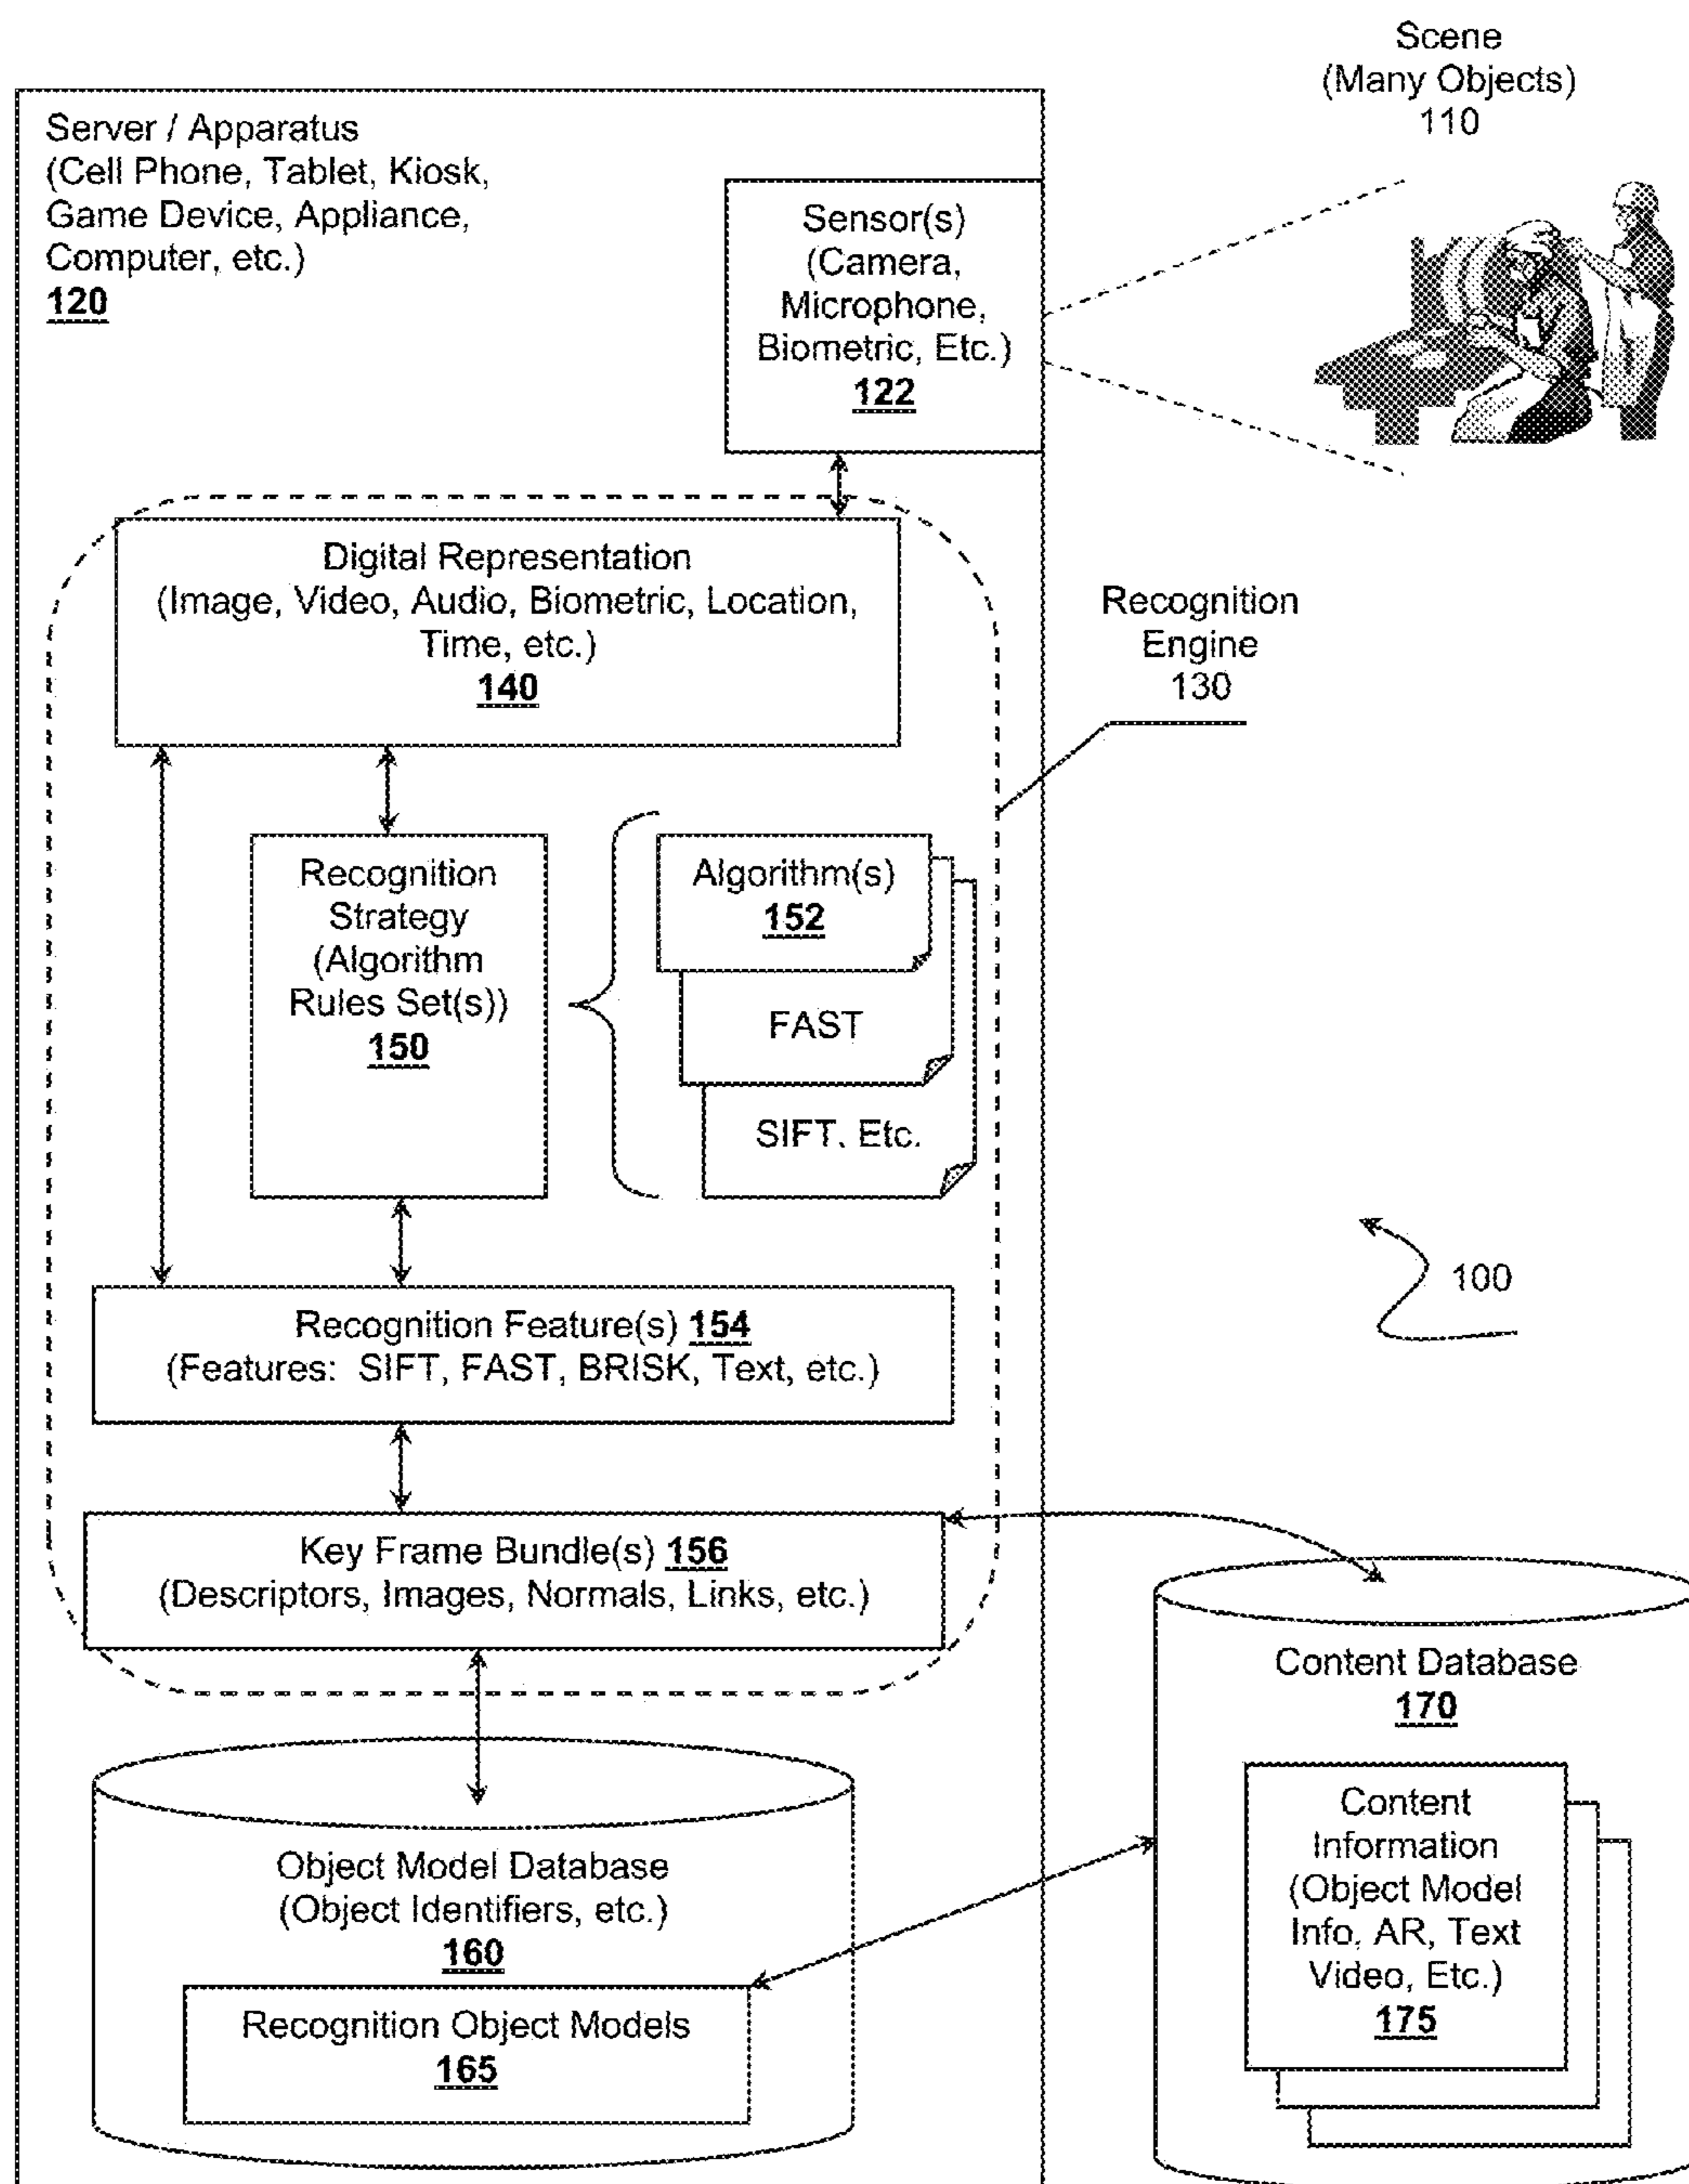 Scene
(Many Objects)
110
Server / Apparatus
(Cell Phone, Tablet, Kiosk,
Game Device, Appliance,
Computer, etc.)
120
Sensor(s)
(Camera,
Microphone,
Biometric, Etc.)
122
Digital Representation
(Image, Video, Audio, Biometric, Location,
Time, etc.)
140
Recognition
Engine
130
Recognition
Strategy
(Algorithm
Rules Set(s))
150
Algorithm(s)
152
FAST
SIFT, Etc.
100
Recognition Feature(s) 154
(Features: SIFT, FAST, BRISK, Text, etc.)
Key Frame Bundle(s) 156
(Descriptors, Images, Normals, Links, etc.)
Content Database
170
Content
Information
(Object Model
Info, AR, Text
Video, Etc.)
175
Object Model Database
(Object Identifiers, etc.)
160
Recognition Object Models
165